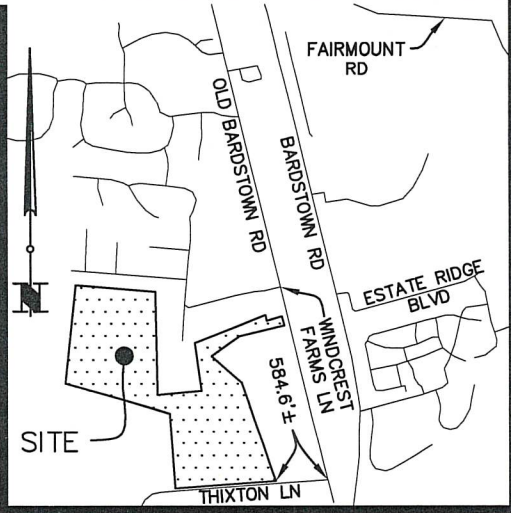 FAIRMOUNT
RD
OLD BARDSTOWN RD
BARDSTOWN RD
N
ESTATE RIDGE
BLVD
WINDCREST
FARMS LN
584.6'±
SITE
THIXTON LN